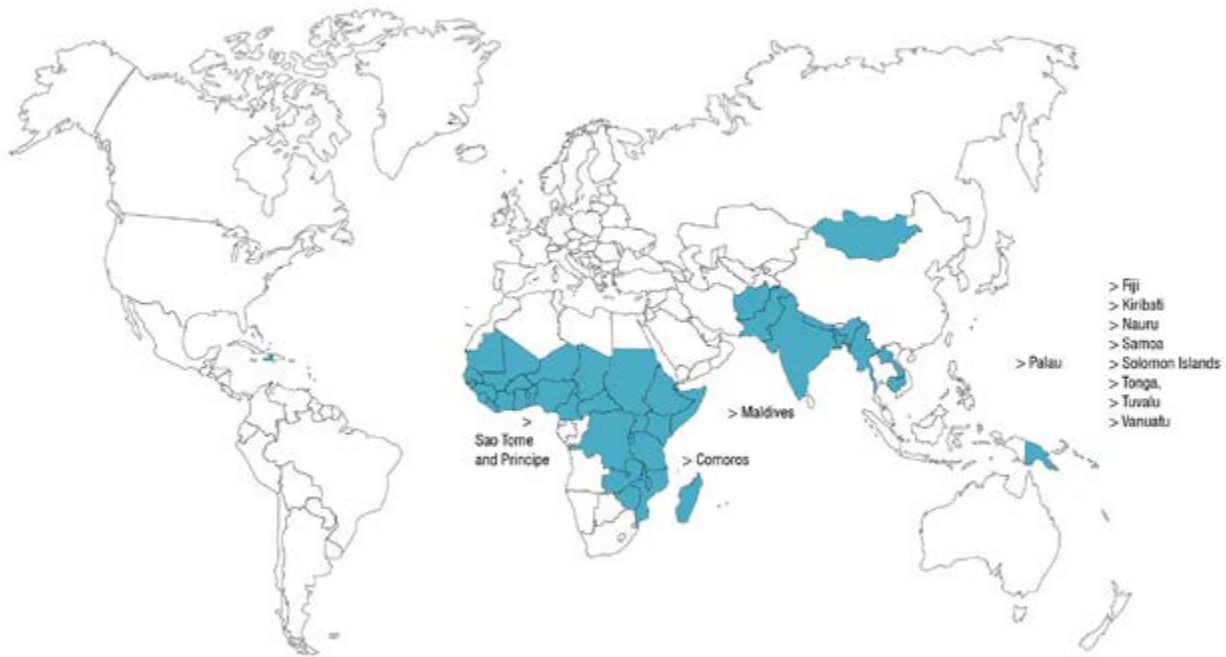 > Fiji
> Kiribati
> Nauru
> Samoa
> Solomon Islands
> Tonga,
> Tuvalu
> Vanuatu
> Palau
> Maldives
>
Sao Tome
and Principe
> Comoros